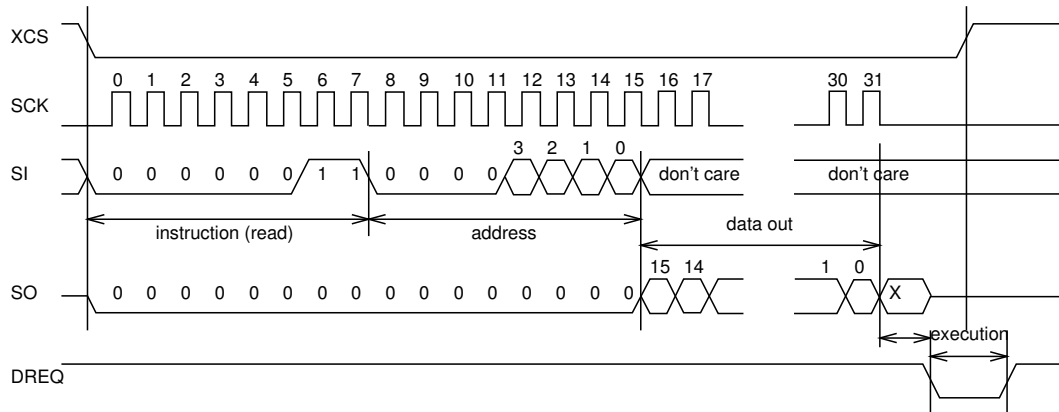 XCS
0 1 2 3 4 5 6 7 8 9 10 11 12 13 14 15 16 17 30 31
SCK
3 2 1 0
SI 0 0 0 0 0 0 1 1 0 0 0 0 don't care don't care
instruction (read) address data out
15 14 1 0
SO 0 0 0 0 0 0 0 0 0 0 0 0 0 0 0 0 X
execution
DREQ